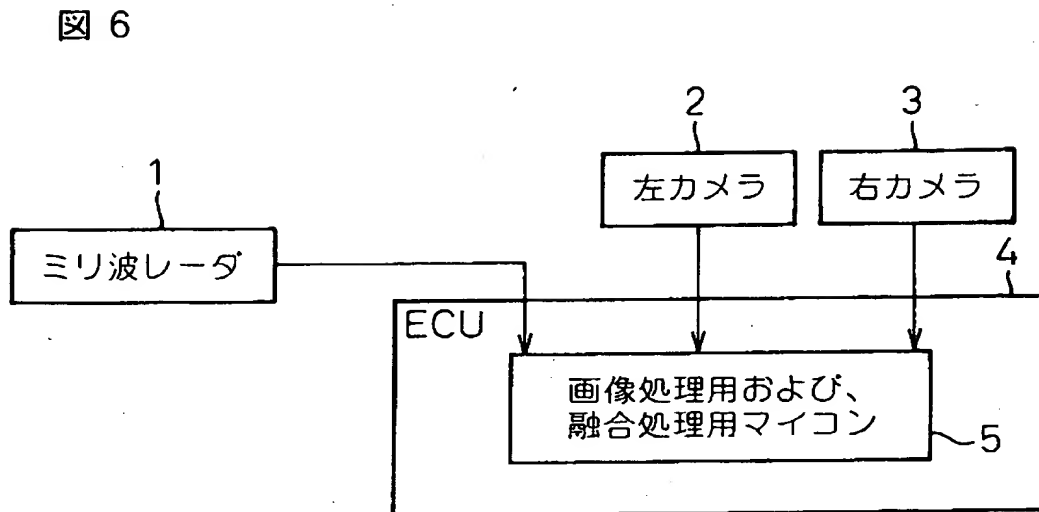 図 6
2
3
1
左カメラ
右カメラ
ミリ波レーダ
4
ECU
画像処理用および、
融合処理用マイコン
5